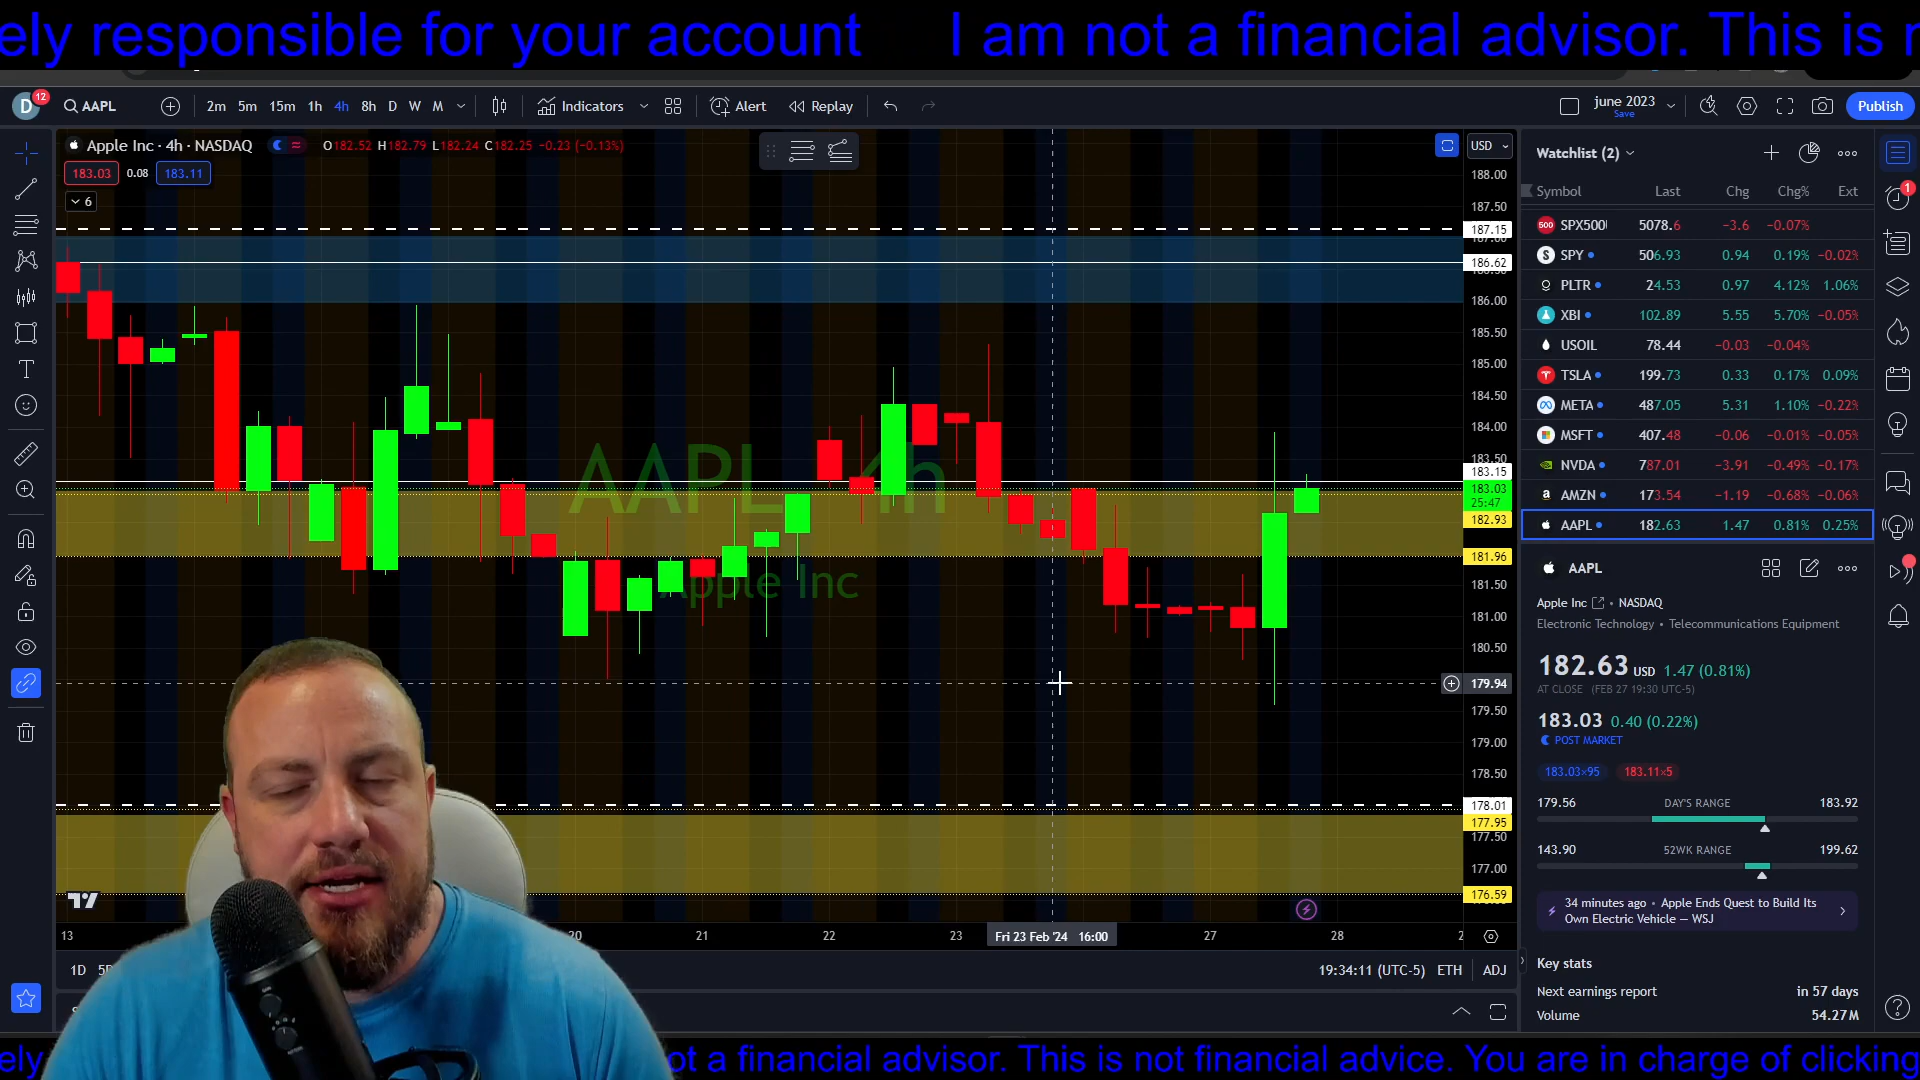 ely responsible for your account I am not a financial advisor. This is n
D 12 AAPL 2m 5m 15m 1h 4h 8h D W M Indicators Alert Replay june 2023 Save Publish
Apple Inc · 4h · NASDAQ O182.52 H182.79 L182.24 C182.25 −0.23 (−0.13%) USD
183.03 0.08 183.11
6
AAPL 4h
Apple Inc
188.00
187.50
187.15
186.62
186.00
185.50
185.00
184.50
184.00
183.50
183.15
183.03
25:47
182.93
181.96
181.50
181.00
180.50
179.94
179.50
179.00
178.50
178.01
177.95
177.50
177.00
176.59
13 20 21 22 23 Fri 23 Feb '24 16:00 27 28 2
1D 19:34:11 (UTC-5) ETH ADJ
Watchlist (2)
Symbol Last Chg Chg% Ext
500 SPX500 5078.6 −3.6 −0.07%
S SPY 506.93 0.94 0.19% −0.02%
PLTR 24.53 0.97 4.12% 1.06%
XBI 102.89 5.55 5.70% −0.05%
USOIL 78.44 −0.03 −0.04%
TSLA 199.73 0.33 0.17% 0.09%
META 487.05 5.31 1.10% −0.22%
MSFT 407.48 −0.06 −0.01% −0.05%
NVDA 787.01 −3.91 −0.49% −0.17%
a AMZN 173.54 −1.19 −0.68% −0.06%
AAPL 182.63 1.47 0.81% 0.25%
AAPL
Apple Inc • NASDAQ
Electronic Technology • Telecommunications Equipment
182.63 USD 1.47 (0.81%)
AT CLOSE (FEB 27 19:30 UTC-5)
183.03 0.40 (0.22%)
POST MARKET
183.03×95 183.11×5
179.56 DAY'S RANGE 183.92
143.90 52WK RANGE 199.62
34 minutes ago • Apple Ends Quest to Build Its
Own Electric Vehicle — WSJ
Key stats
Next earnings report in 57 days
Volume 54.27M
1
ely ot a financial advisor. This is not financial advice. You are in charge of clicking